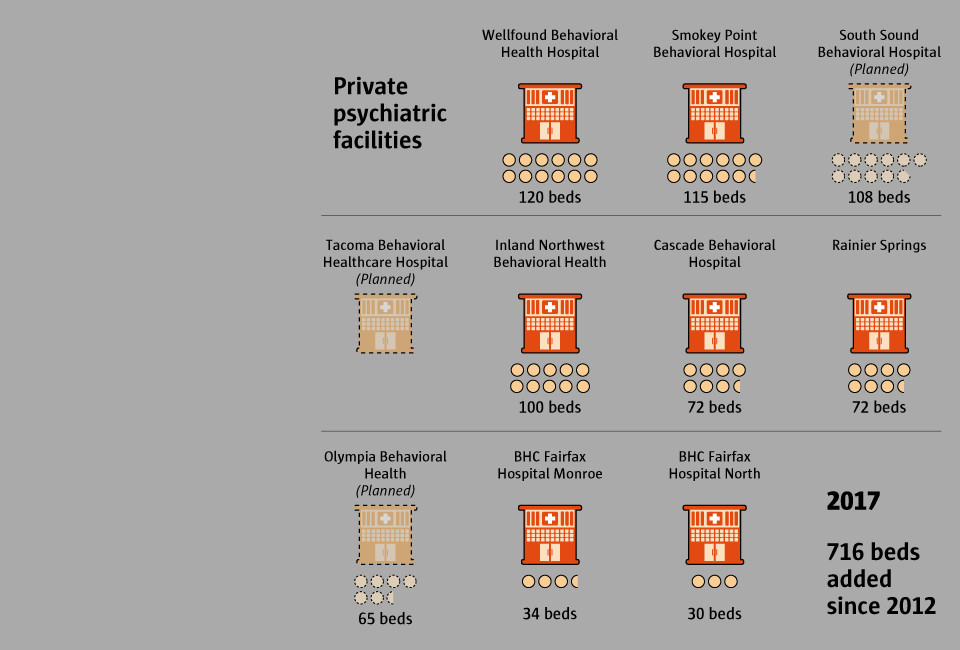 Private
psychiatric
facilities
Wellfound Behavioral
Health Hospital
120 beds
Smokey Point
Behavioral Hospital
115 beds
South Sound
Behavioral Hospital
(Planned)
108 beds
Tacoma Behavioral
Healthcare Hospital
(Planned)
Inland Northwest
Behavioral Health
100 beds
Cascade Behavioral
Hospital
72 beds
Rainier Springs
72 beds
Olympia Behavioral
Health
(Planned)
65 beds
BHC Fairfax
Hospital Monroe
34 beds
BHC Fairfax
Hospital North
30 beds
2017
716 beds
added
since 2012